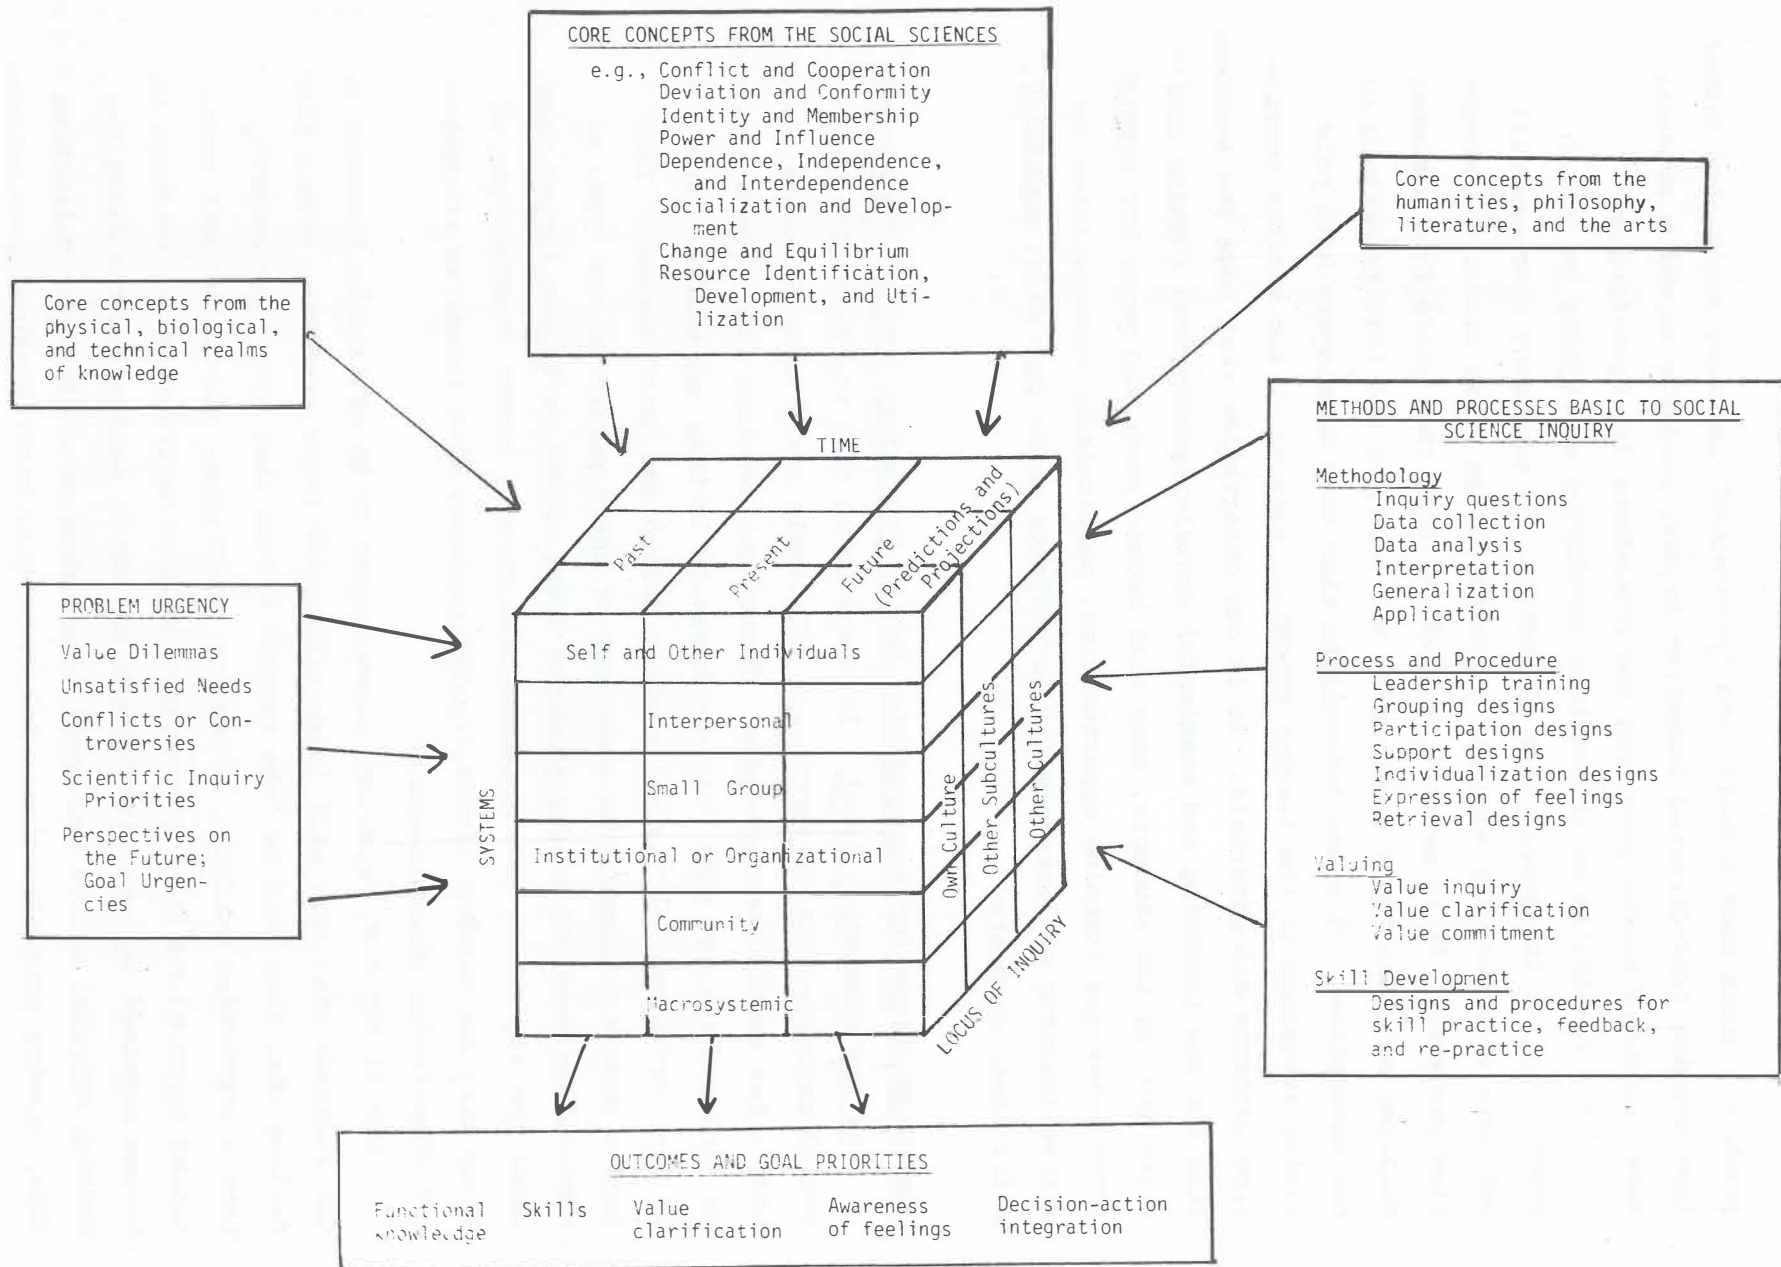 CORE CONCEPTS FROM THE SOCIAL SCIENCES
e.g., Conflict and Cooperation
Deviation and Conformity
Identity and Membership
Power and Influence
Dependence, Independence,
and Interdependence
Socialization and Develop-
ment
Change and Equilibrium
Resource Identification,
Development, and Uti-
lization
Core concepts from the
humanities, philosophy,
literature, and the arts
Core concepts from the
physical, biological,
and technical realms
of knowledge
PROBLEM URGENCY
Value Dilemmas
Unsatisfied Needs
Conflicts or Con-
troversies
Scientific Inquiry
Priorities
Perspectives on
the Future;
Goal Urgen-
cies
TIME
Past
Present
Future
(Predictions and
Projections)
SYSTEMS
Self and Other Individuals
Interpersonal
Small Group
Institutional or Organizational
Community
Macrosystemic
Own Culture
Other Subcultures
Other Cultures
LOCUS OF INQUIRY
METHODS AND PROCESSES BASIC TO SOCIAL
SCIENCE INQUIRY
Methodology
Inquiry questions
Data collection
Data analysis
Interpretation
Generalization
Application
Process and Procedure
Leadership training
Grouping designs
Participation designs
Support designs
Individualization designs
Expression of feelings
Retrieval designs
Valuing
Value inquiry
Value clarification
Value commitment
Skill Development
Designs and procedures for
skill practice, feedback,
and re-practice
OUTCOMES AND GOAL PRIORITIES
Functional
knowledge
Skills
Value
clarification
Awareness
of feelings
Decision-action
integration